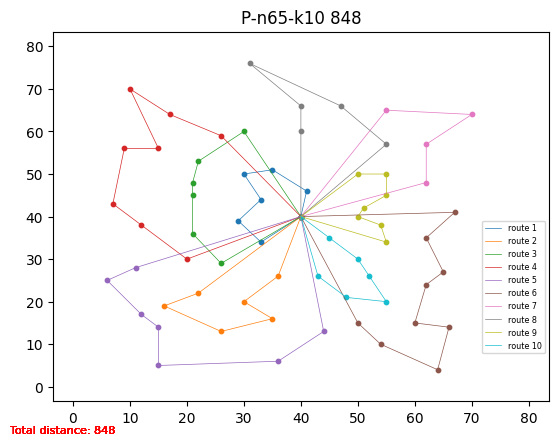 P-n65-k10 848
80
70
60
50
40
30
20
10
0
route 1
route 2
route 3
route 4
route 5
route 6
route 7
route 8
route 9
route 10
0 10 20 30 40 50 60 70 80
Total distance: 848